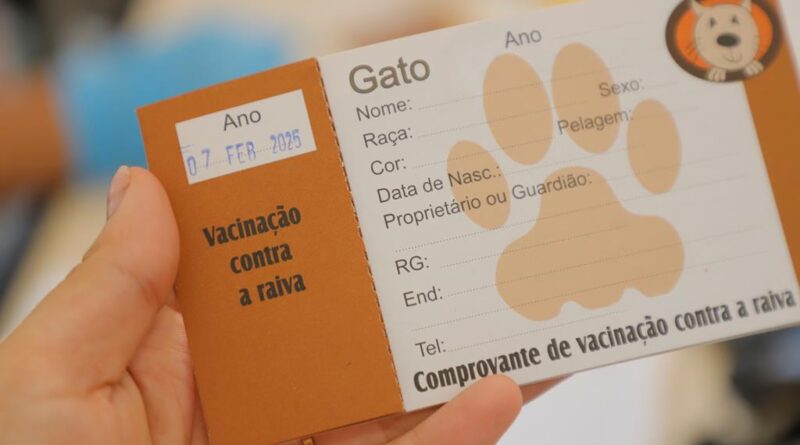 Ano
07 FEB 2025
Vacinação
contra
a raiva
Gato
Ano
Nome:
Sexo:
Raça:
Pelagem:
Cor:
Data de Nasc.:
Proprietário ou Guardião:
RG:
End:
Tel:
Comprovante de vacinação contra a raiva